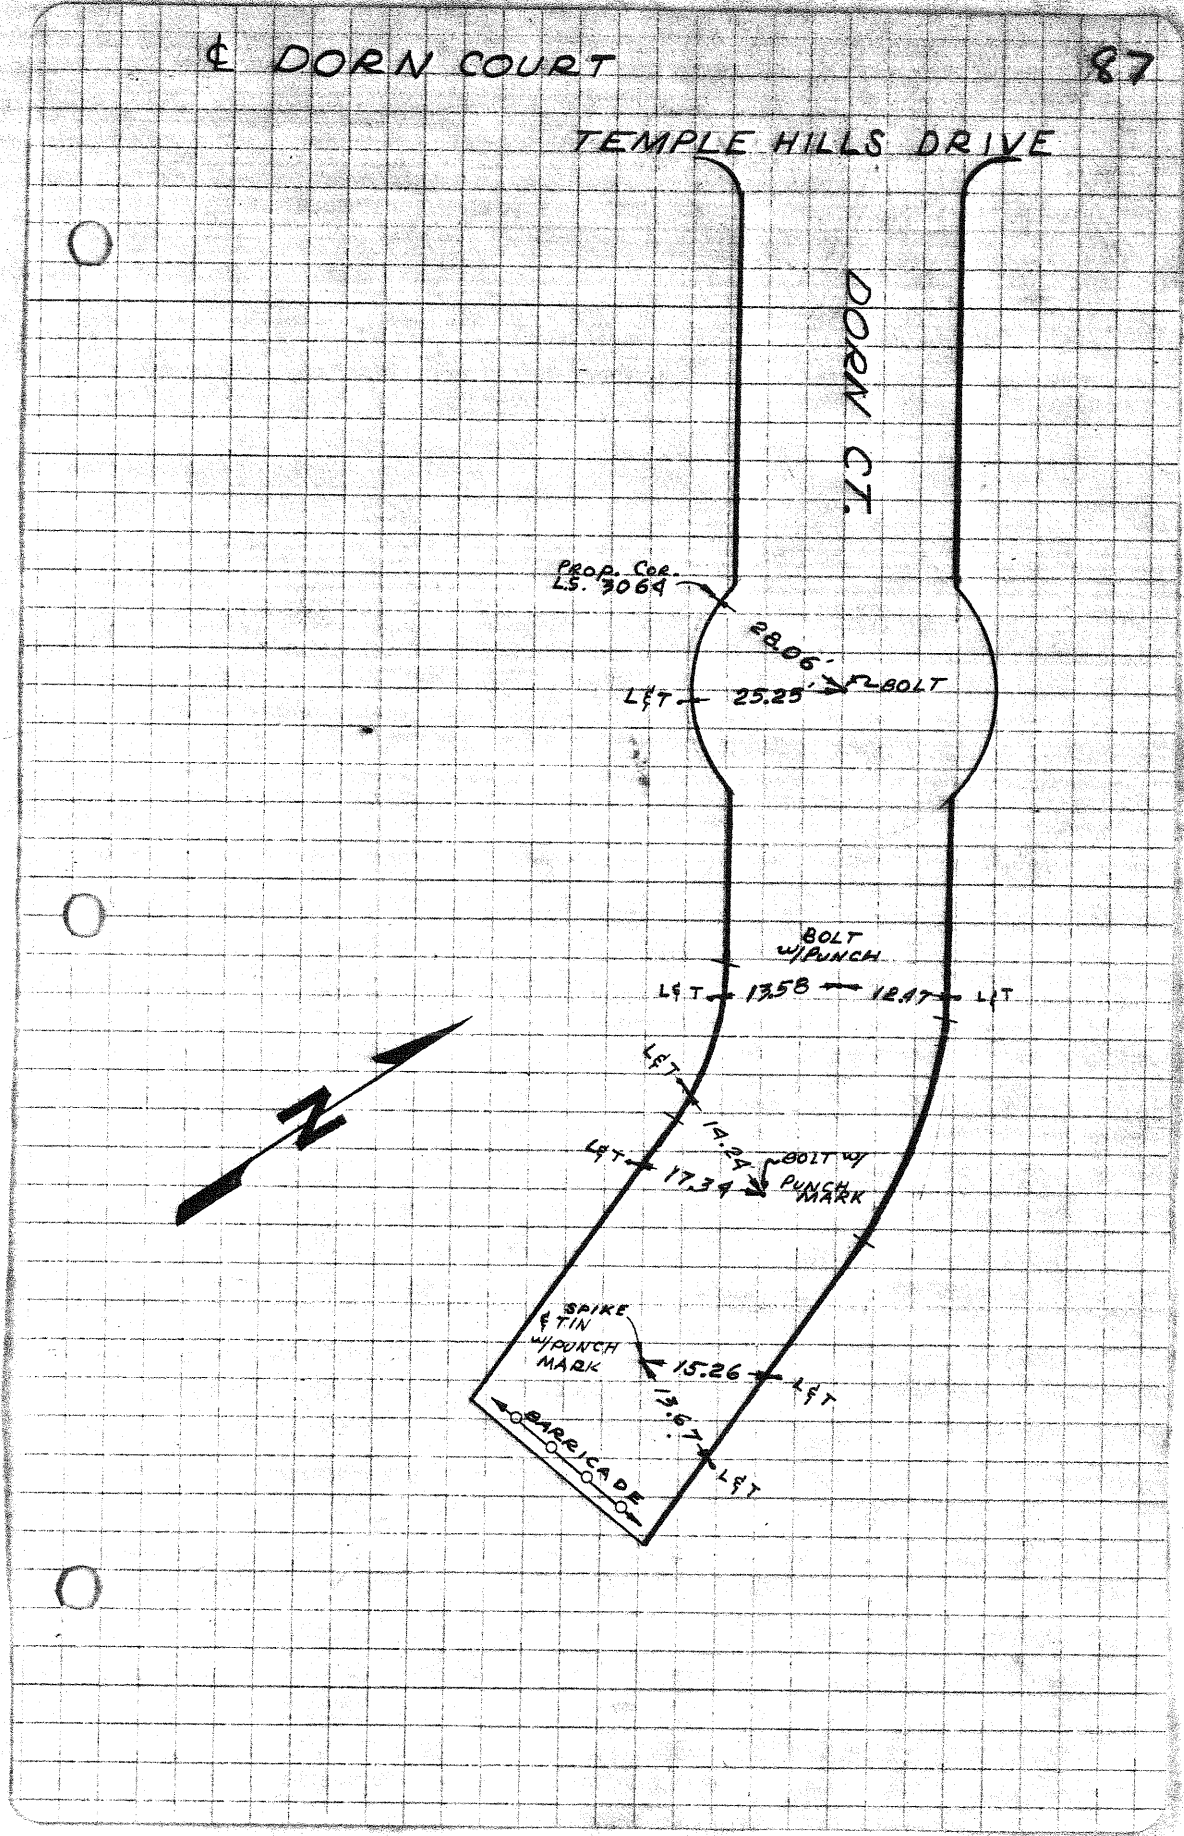 ℄ DORN COURT
87
TEMPLE HILLS DRIVE
DORN CT.
PROP. COR.
LS. 3064
28.06'
L&T
25.25'
BOLT
BOLT
W/PUNCH
L&T
13.58
12.47
L&T
L&T
14.24
L&T
17.34
BOLT W/
PUNCH
MARK
SPIKE
& TIN
W/PUNCH
MARK
15.26
L&T
13.67
L&T
BARRICADE
N